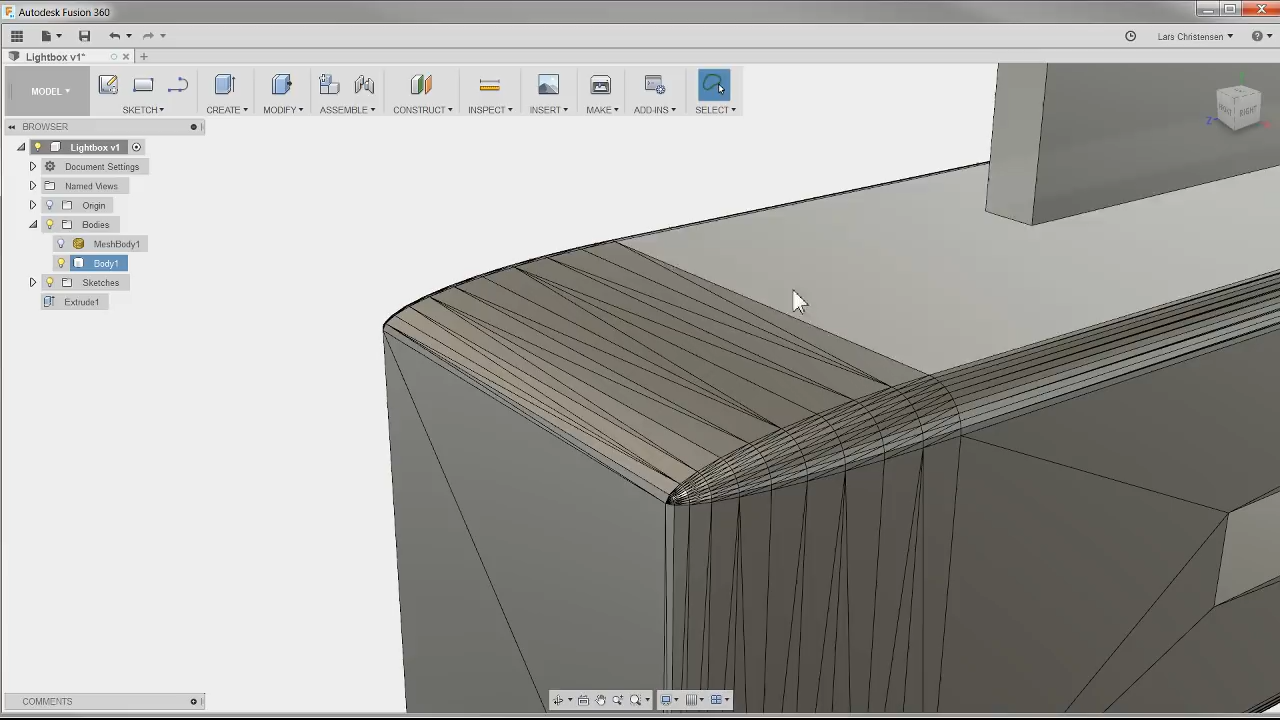 Autodesk Fusion 360
Lars Christensen
Lightbox v1*
MODEL
SKETCH
CREATE
MODIFY
ASSEMBLE
CONSTRUCT
INSPECT
INSERT
MAKE
ADD-INS
SELECT
BROWSER
Lightbox v1
Document Settings
Named Views
Origin
Bodies
MeshBody1
Body1
Sketches
Extrude1
RIGHT
Z
COMMENTS